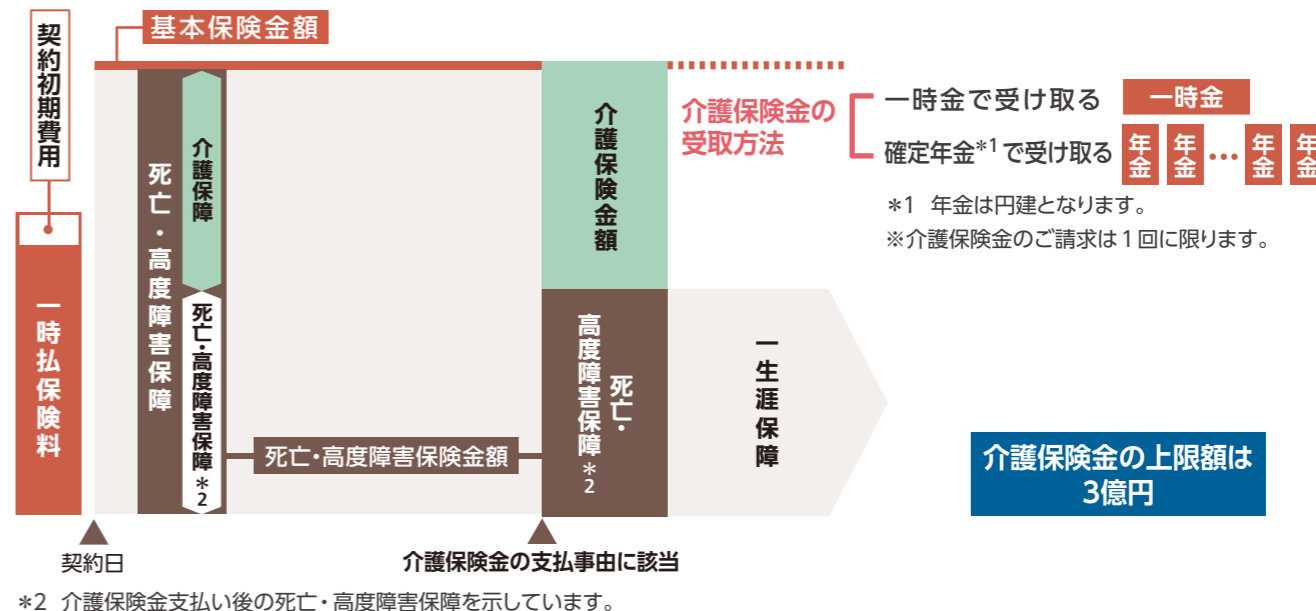 契約初期費用
基本保険金額
一時払保険料
死亡・高度障害保障
介護保障
死亡・高度障害保障*2
死亡・高度障害保険金額
介護保険金額
死亡・
高度障害保障*2
一生涯保障
介護保険金の
受取方法
一時金で受け取る 一時金
確定年金*1で受け取る 年金 年金 … 年金 年金
*1 年金は円建となります。
※介護保険金のご請求は1回に限ります。
介護保険金の上限額は
3億円
契約日
介護保険金の支払事由に該当
*2 介護保険金支払い後の死亡・高度障害保障を示しています。